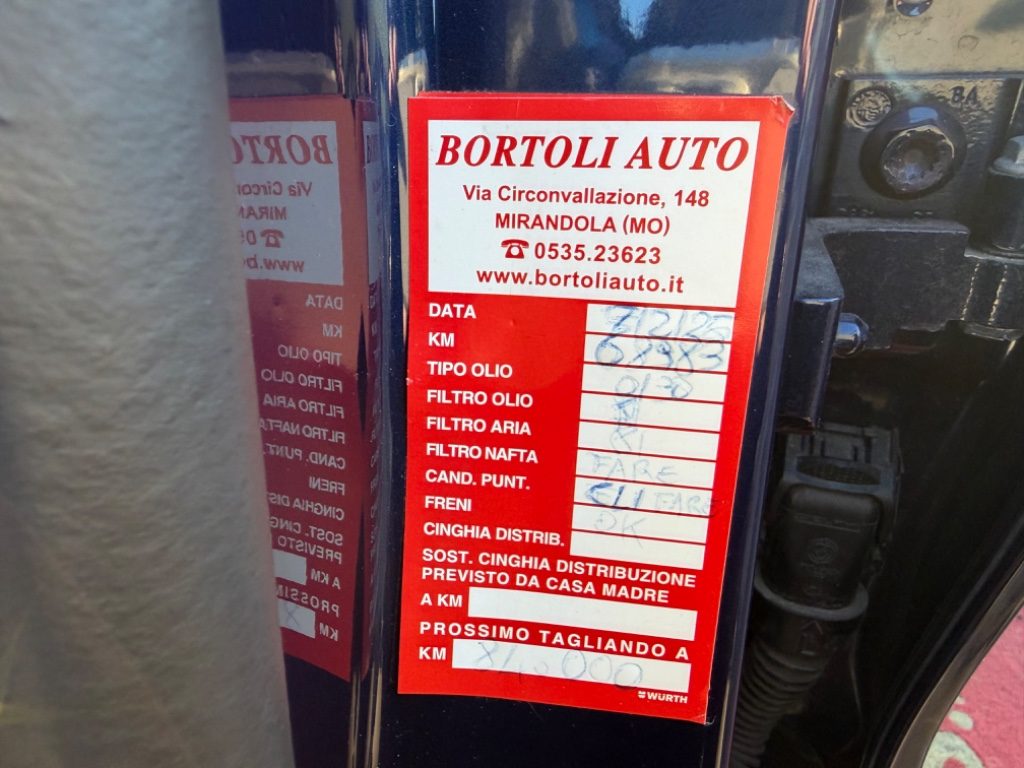 BORTOLI AUTO
Via Circonvallazione, 148
MIRANDOLA (MO)
☎ 0535.23623
www.bortoliauto.it
DATA
KM
TIPO OLIO
FILTRO OLIO
FILTRO ARIA
FILTRO NAFTA FARE
CAND. PUNT. FARE
FRENI OK
CINGHIA DISTRIB.
SOST. CINGHIA DISTRIBUZIONE
PREVISTO DA CASA MADRE
A KM
PROSSIMO TAGLIANDO A
KM
WÜRTH
BA